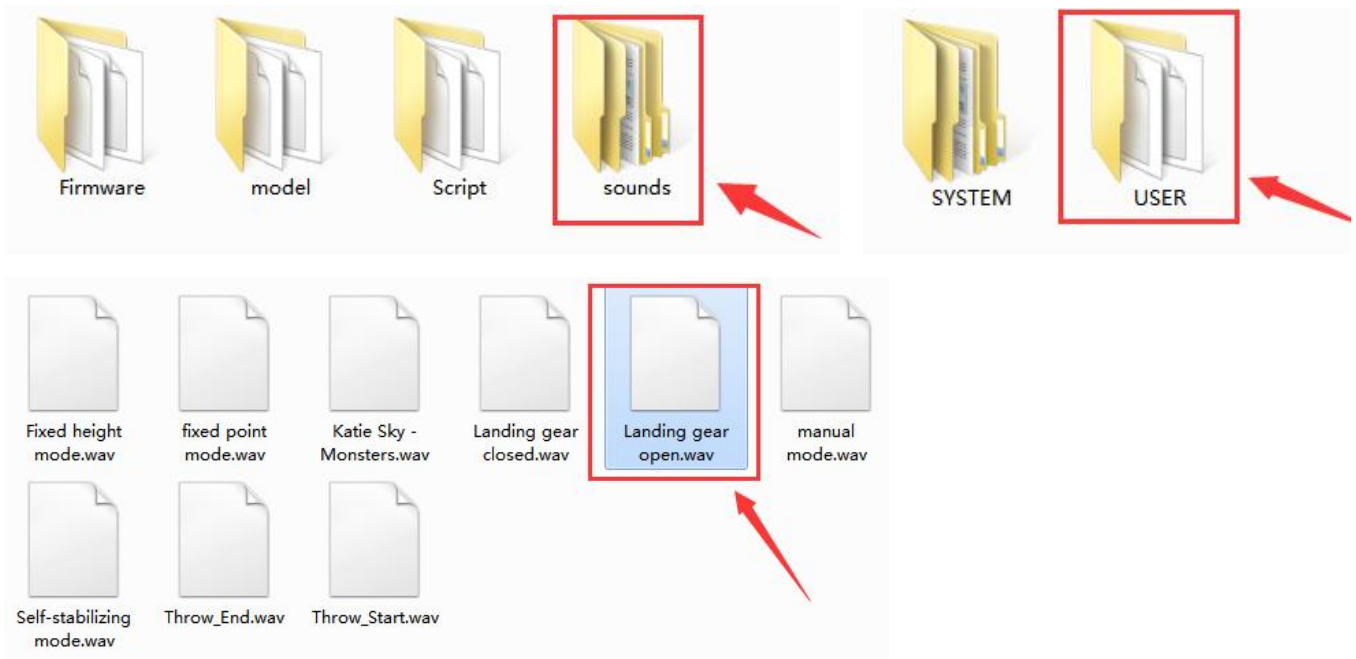 Firmware
model
Script
sounds
SYSTEM
USER
Fixed height
mode.wav
fixed point
mode.wav
Katie Sky -
Monsters.wav
Landing gear
closed.wav
Landing gear
open.wav
manual
mode.wav
Self-stabilizing
mode.wav
Throw_End.wav
Throw_Start.wav